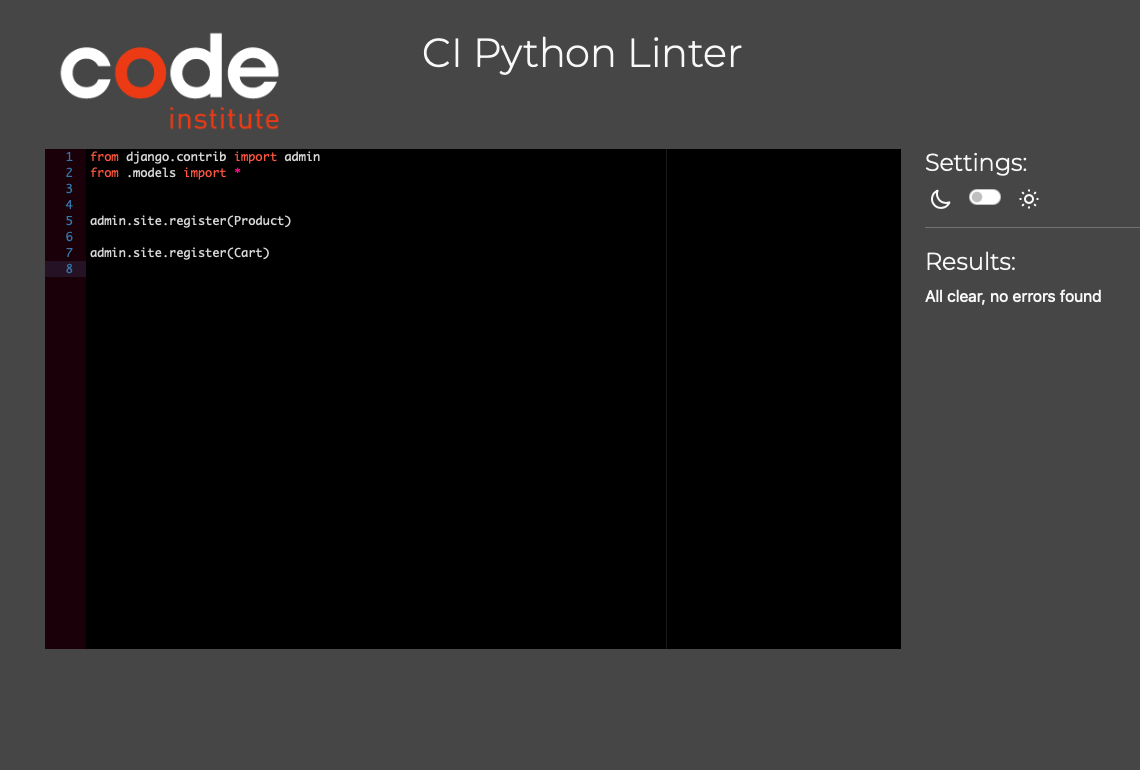 code
institute
CI Python Linter
1 from django.contrib import admin
2 from .models import *
3
4
5 admin.site.register(Product)
6
7 admin.site.register(Cart)
8
Settings:
Results:
All clear, no errors found